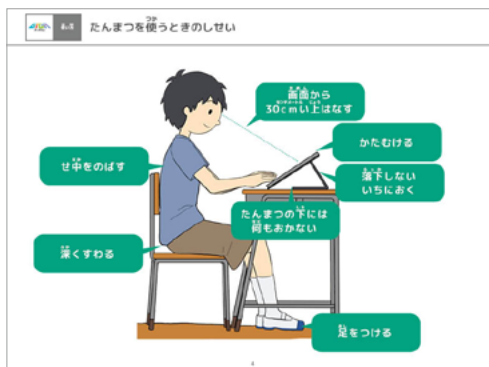 たんまつを使うときのしせい
画面から
30cmい上はなす
かたむける
せ中をのばす
落下しない
いちにおく
たんまつの下には
何もおかない
深くすわる
足をつける